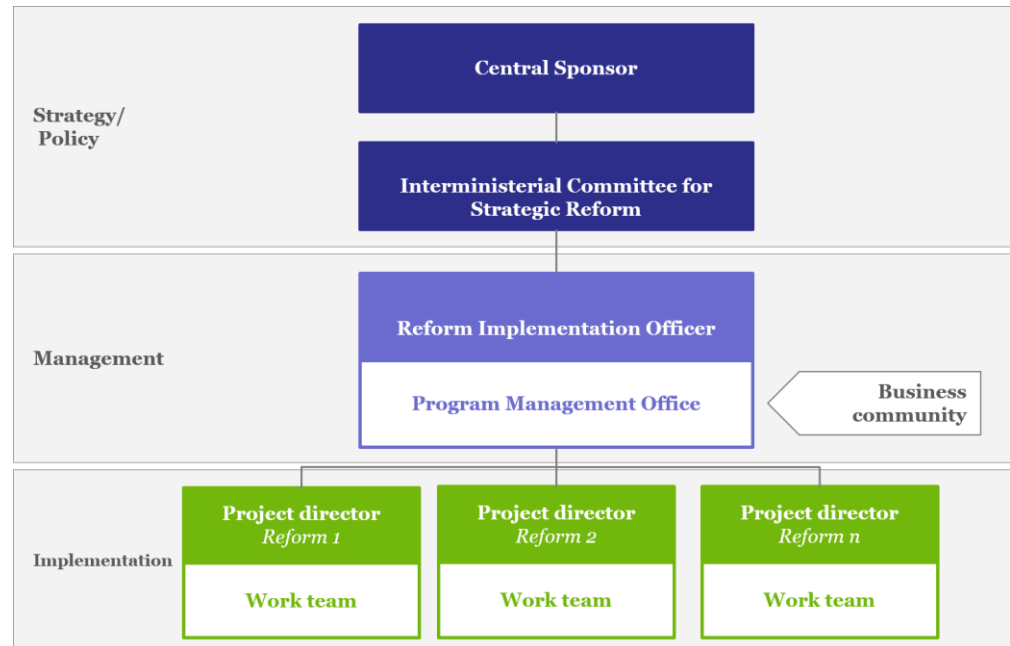 Strategy/
Policy
Central Sponsor
Interministerial Committee for
Strategic Reform
Management
Reform Implementation Officer
Program Management Office
Business
community
Implementation
Project director
Reform 1
Work team
Project director
Reform 2
Work team
Project director
Reform n
Work team